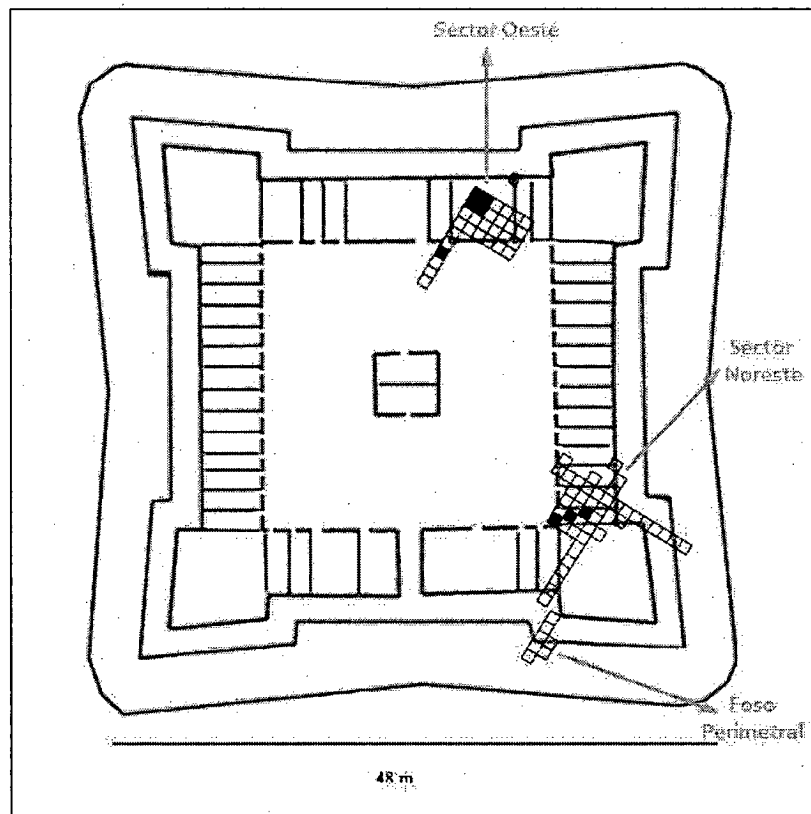 Sector Oeste
Sector
Noreste
Foso
Perimetral
48 m